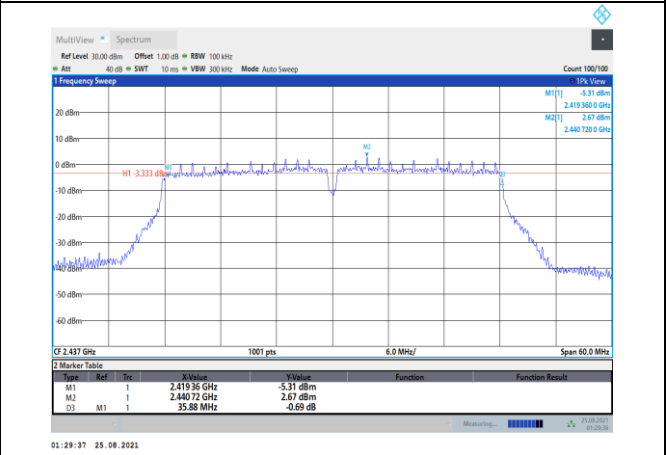 MultiView Spectrum
Ref Level 30.00 dBm Offset 1.00 dB RBW 100 kHz
Att 40 dB SWT 10 ms VBW 300 kHz Mode Auto Sweep Count 100/100
1 Frequency Sweep 1Pk View
M1[1] -5.31 dBm
2.419 360 0 GHz
M2[1] 2.67 dBm
2.440 720 0 GHz
20 dBm
10 dBm
M2
0 dBm
H1 -3.333 dBm
M1
-10 dBm
-20 dBm
-30 dBm
-40 dBm
-50 dBm
-60 dBm
CF 2.437 GHz 1001 pts 6.0 MHz/ Span 60.0 MHz
2 Marker Table
Type Ref Trc X-Value Y-Value Function Function Result
M1 1 2.41936 GHz -5.31 dBm
M2 1 2.44072 GHz 2.67 dBm
D3 M1 1 35.88 MHz -0.69 dB
Measuring... 25.08.2021
01:29:36
01:29:37 25.08.2021